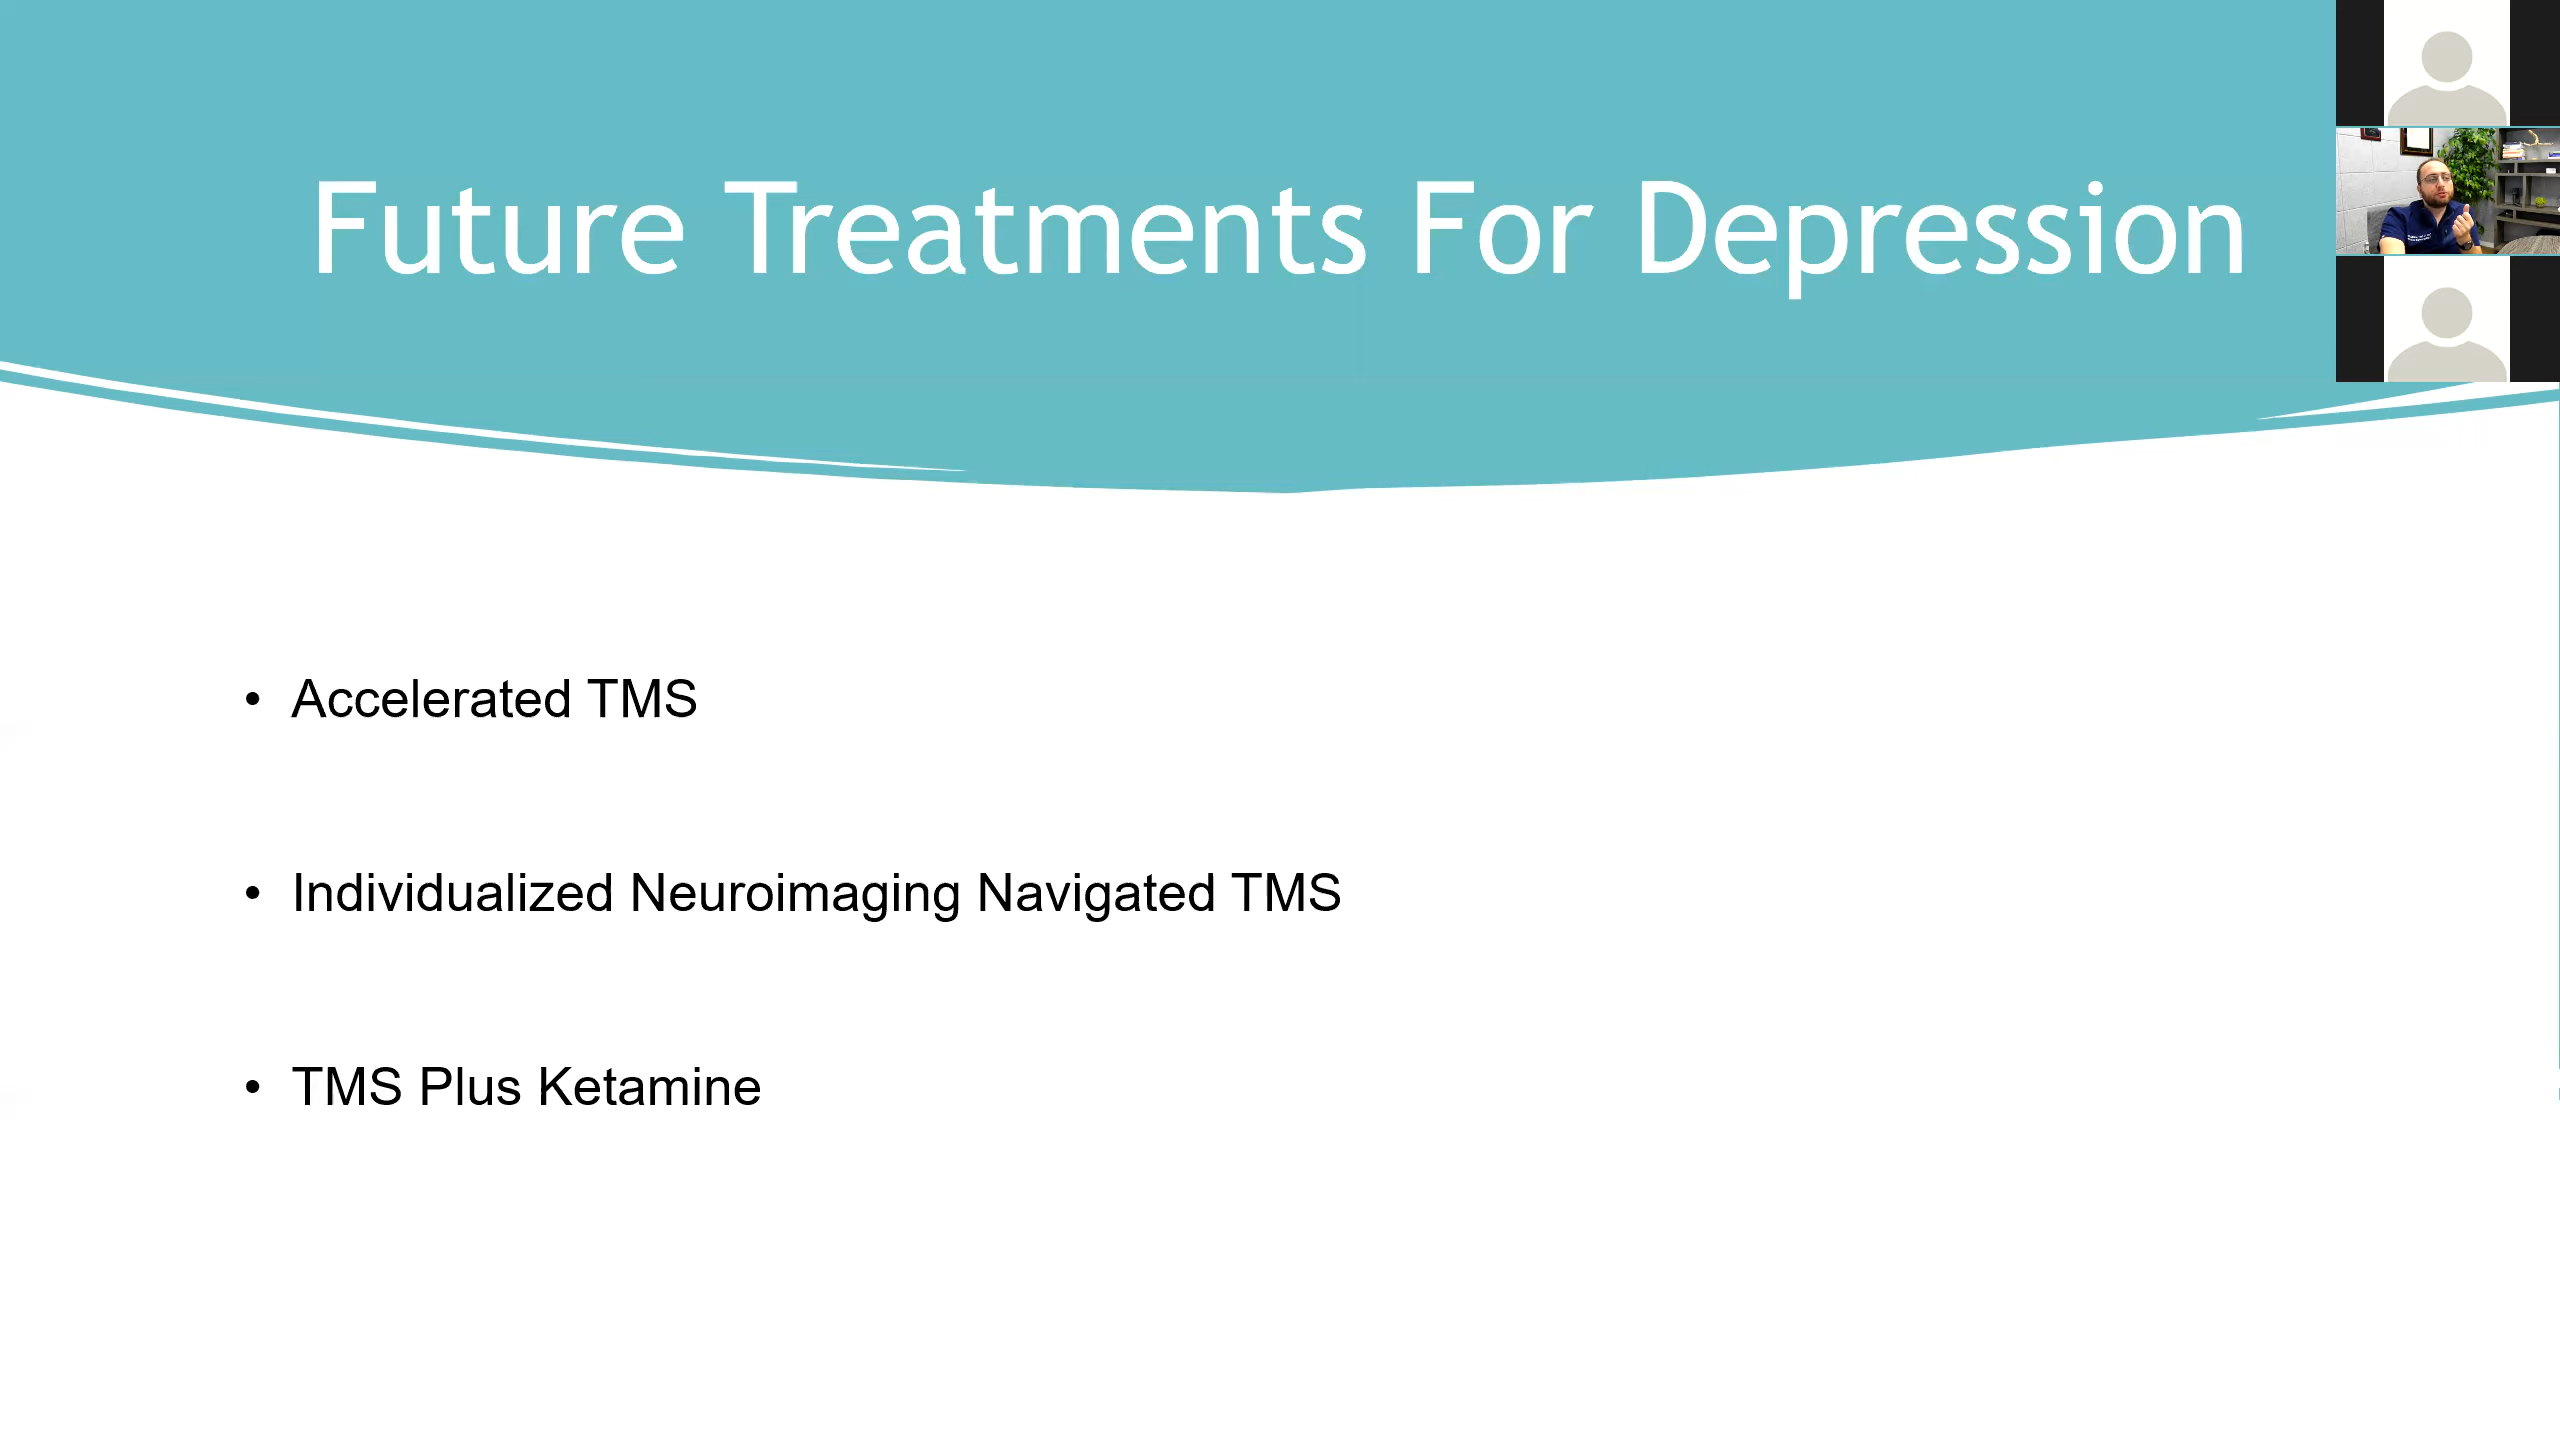 Future Treatments For Depression
• Accelerated TMS
• Individualized Neuroimaging Navigated TMS
• TMS Plus Ketamine